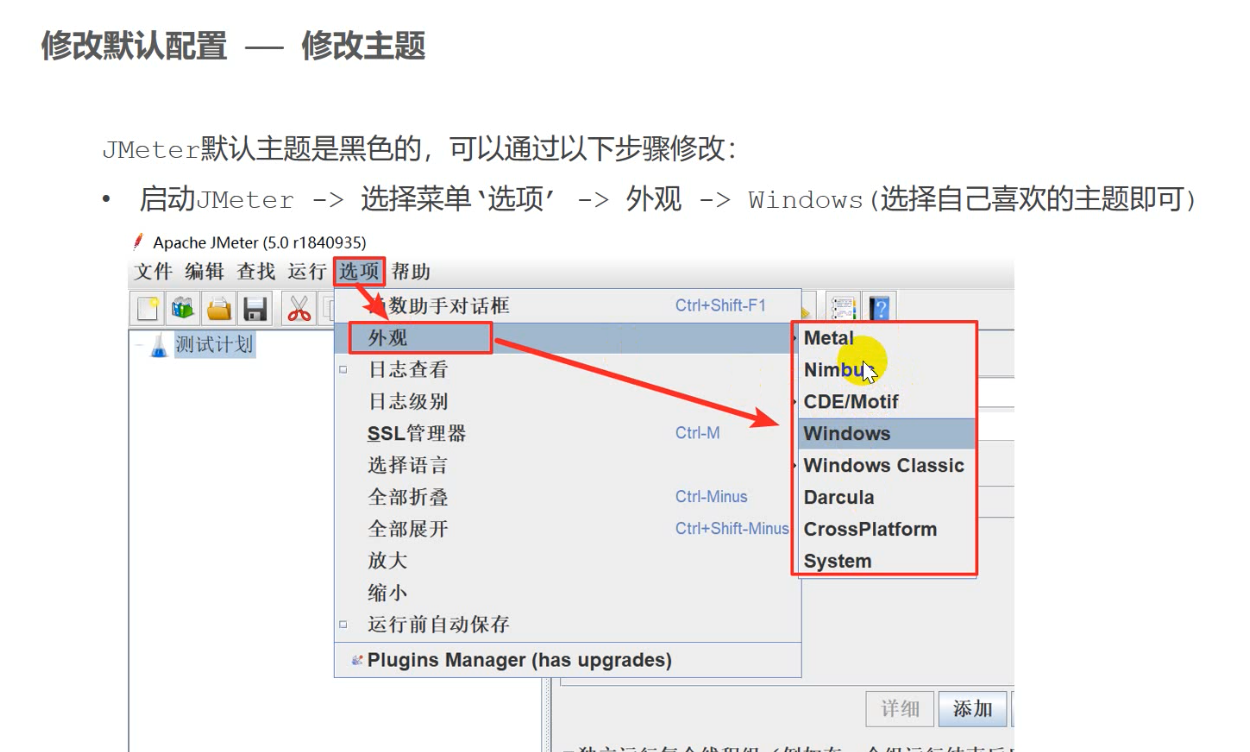 修改默认配置 —— 修改主题
JMeter默认主题是黑色的，可以通过以下步骤修改：
• 启动JMeter -> 选择菜单‘选项’ -> 外观 -> Windows(选择自己喜欢的主题即可)
Apache JMeter (5.0 r1840935)
文件 编辑 查找 运行 选项 帮助
函数助手对话框 Ctrl+Shift-F1
测试计划
外观
日志查看
日志级别
SSL管理器 Ctrl-M
选择语言
全部折叠 Ctrl-Minus
全部展开 Ctrl+Shift-Minus
放大
缩小
运行前自动保存
Plugins Manager (has upgrades)
Metal
Nimbus
CDE/Motif
Windows
Windows Classic
Darcula
CrossPlatform
System
详细 添加